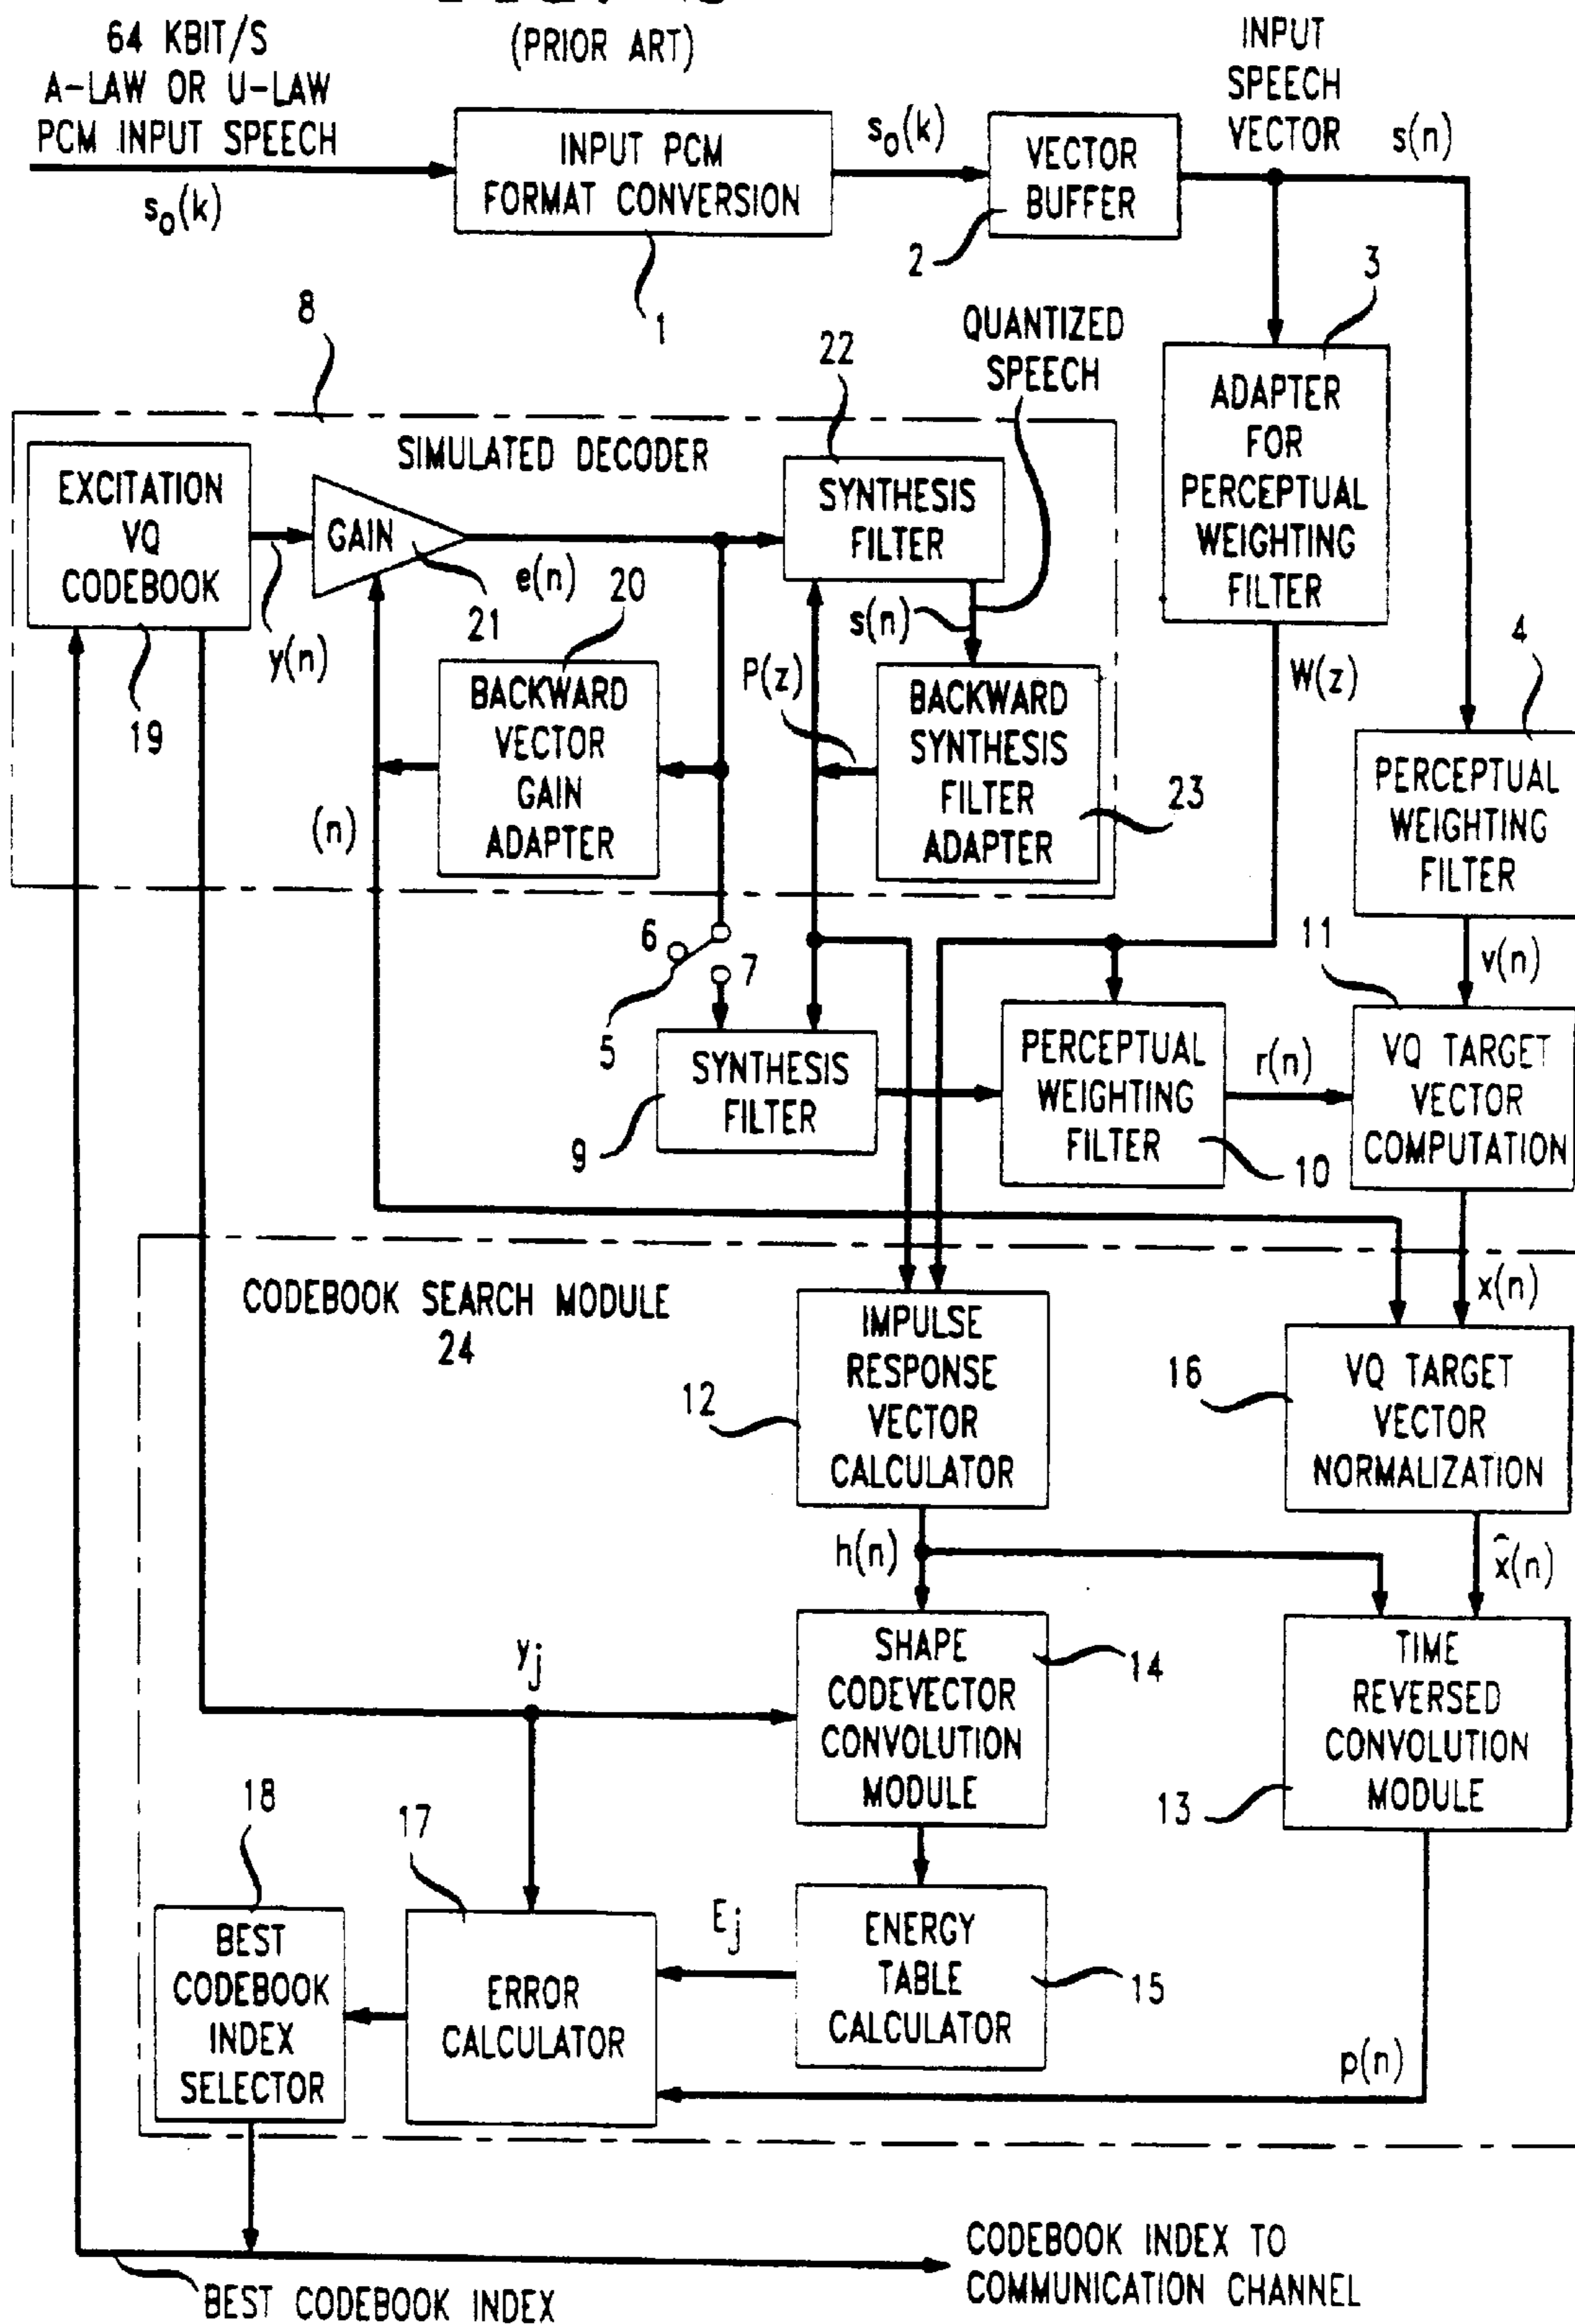 (PRIOR ART)
64 KBIT/S
A-LAW OR U-LAW
PCM INPUT SPEECH
s₀(k)
INPUT PCM
FORMAT CONVERSION
1
s₀(k)
VECTOR
BUFFER
2
INPUT
SPEECH
VECTOR
s(n)
3
ADAPTER
FOR
PERCEPTUAL
WEIGHTING
FILTER
W(z)
8
SIMULATED DECODER
EXCITATION
VQ
CODEBOOK
19
y(n)
GAIN
21
e(n)
20
BACKWARD
VECTOR
GAIN
ADAPTER
(n)
22
SYNTHESIS
FILTER
QUANTIZED
SPEECH
s(n)
P(z)
BACKWARD
SYNTHESIS
FILTER
ADAPTER
23
4
PERCEPTUAL
WEIGHTING
FILTER
v(n)
6
7
5
SYNTHESIS
FILTER
9
PERCEPTUAL
WEIGHTING
FILTER
10
r(n)
11
VQ TARGET
VECTOR
COMPUTATION
x(n)
CODEBOOK SEARCH MODULE
24
IMPULSE
RESPONSE
VECTOR
CALCULATOR
12
h(n)
16
VQ TARGET
VECTOR
NORMALIZATION
x̂(n)
yj
SHAPE
CODEVECTOR
CONVOLUTION
MODULE
14
TIME
REVERSED
CONVOLUTION
MODULE
13
18
BEST
CODEBOOK
INDEX
SELECTOR
17
ERROR
CALCULATOR
Ej
ENERGY
TABLE
CALCULATOR
15
p(n)
BEST CODEBOOK INDEX
CODEBOOK INDEX TO
COMMUNICATION CHANNEL